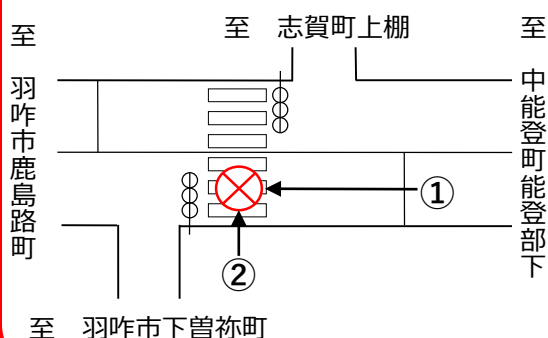 至　羽咋市鹿島路町
至　志賀町上棚
至　中能登町能登部下
①
②
至　羽咋市下曽祢町